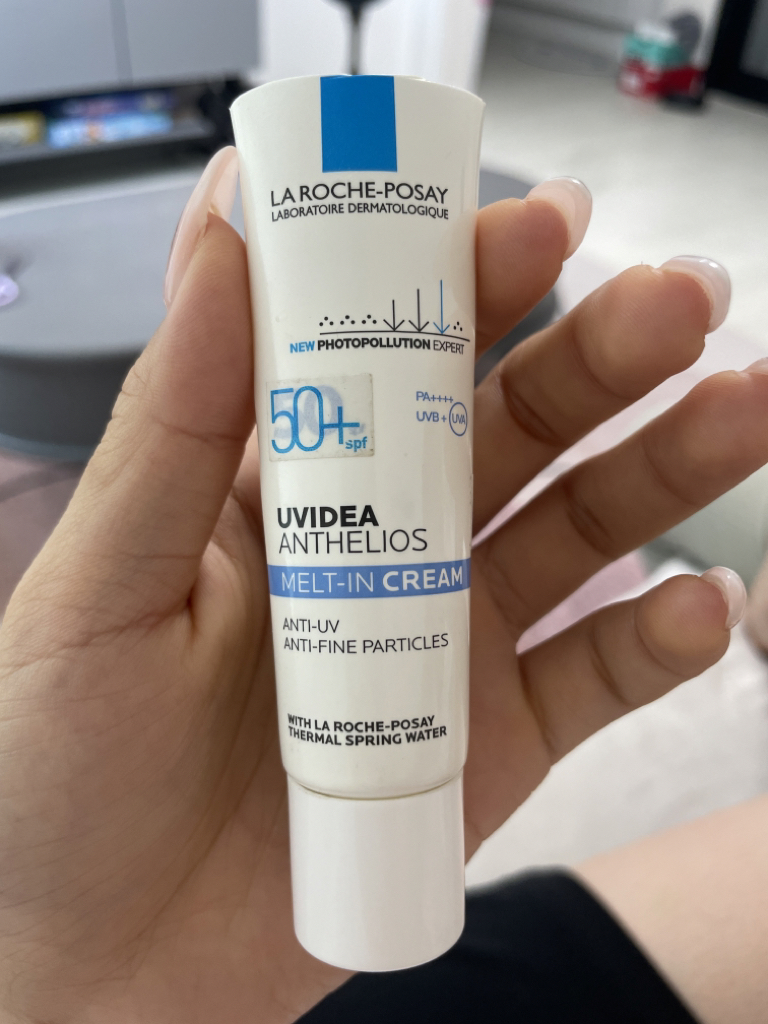 LA ROCHE-POSAY
LABORATOIRE DERMATOLOGIQUE
NEW PHOTOPOLLUTION EXPERT
50+ spf
PA++++
UVB + UVA
UVIDEA
ANTHELIOS
MELT-IN CREAM
ANTI-UV
ANTI-FINE PARTICLES
WITH LA ROCHE-POSAY
THERMAL SPRING WATER